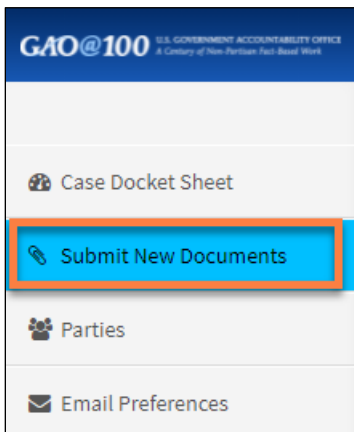 GAO@100 U.S. GOVERNMENT ACCOUNTABILITY OFFICE
A Century of Non-Partisan Fact-Based Work
Case Docket Sheet
Submit New Documents
Parties
Email Preferences